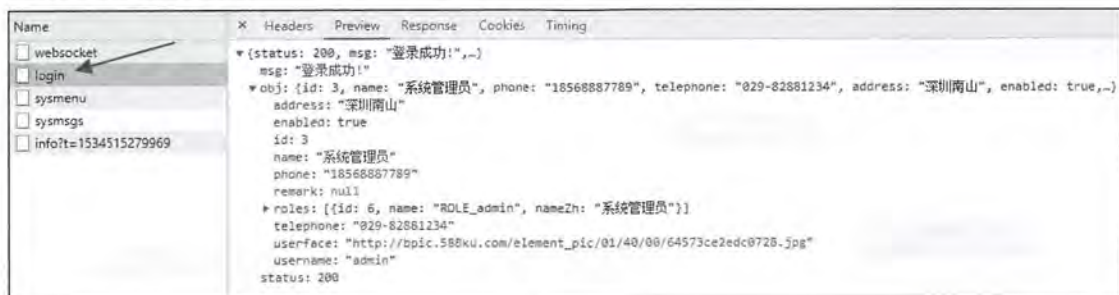 Name
× Headers Preview Response Cookies Timing
websocket
login
sysmenu
sysmsgs
info?t=1534515279969
▼{status: 200, msg: "登录成功!",…}
msg: "登录成功!"
▼obj: {id: 3, name: "系统管理员", phone: "18568887789", telephone: "029-82881234", address: "深圳南山", enabled: true,…}
address: "深圳南山"
enabled: true
id: 3
name: "系统管理员"
phone: "18568887789"
remark: null
▶roles: [{id: 6, name: "ROLE_admin", nameZh: "系统管理员"}]
telephone: "029-82881234"
userface: "http://bpic.588ku.com/element_pic/01/40/00/64573ce2edc0728.jpg"
username: "admin"
status: 200